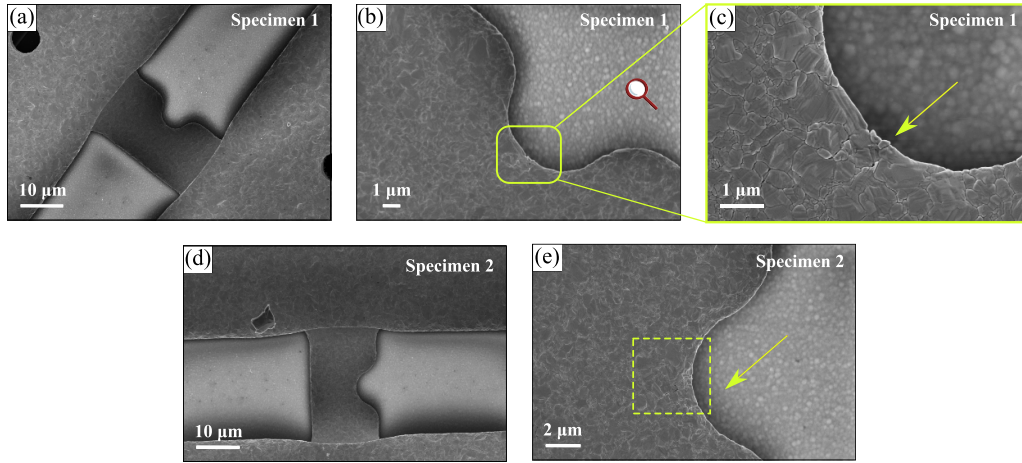 (a)
Specimen 1
10 μm
(b)
Specimen 1
1 μm
(c)
Specimen 1
1 μm
(d)
Specimen 2
10 μm
(e)
Specimen 2
2 μm